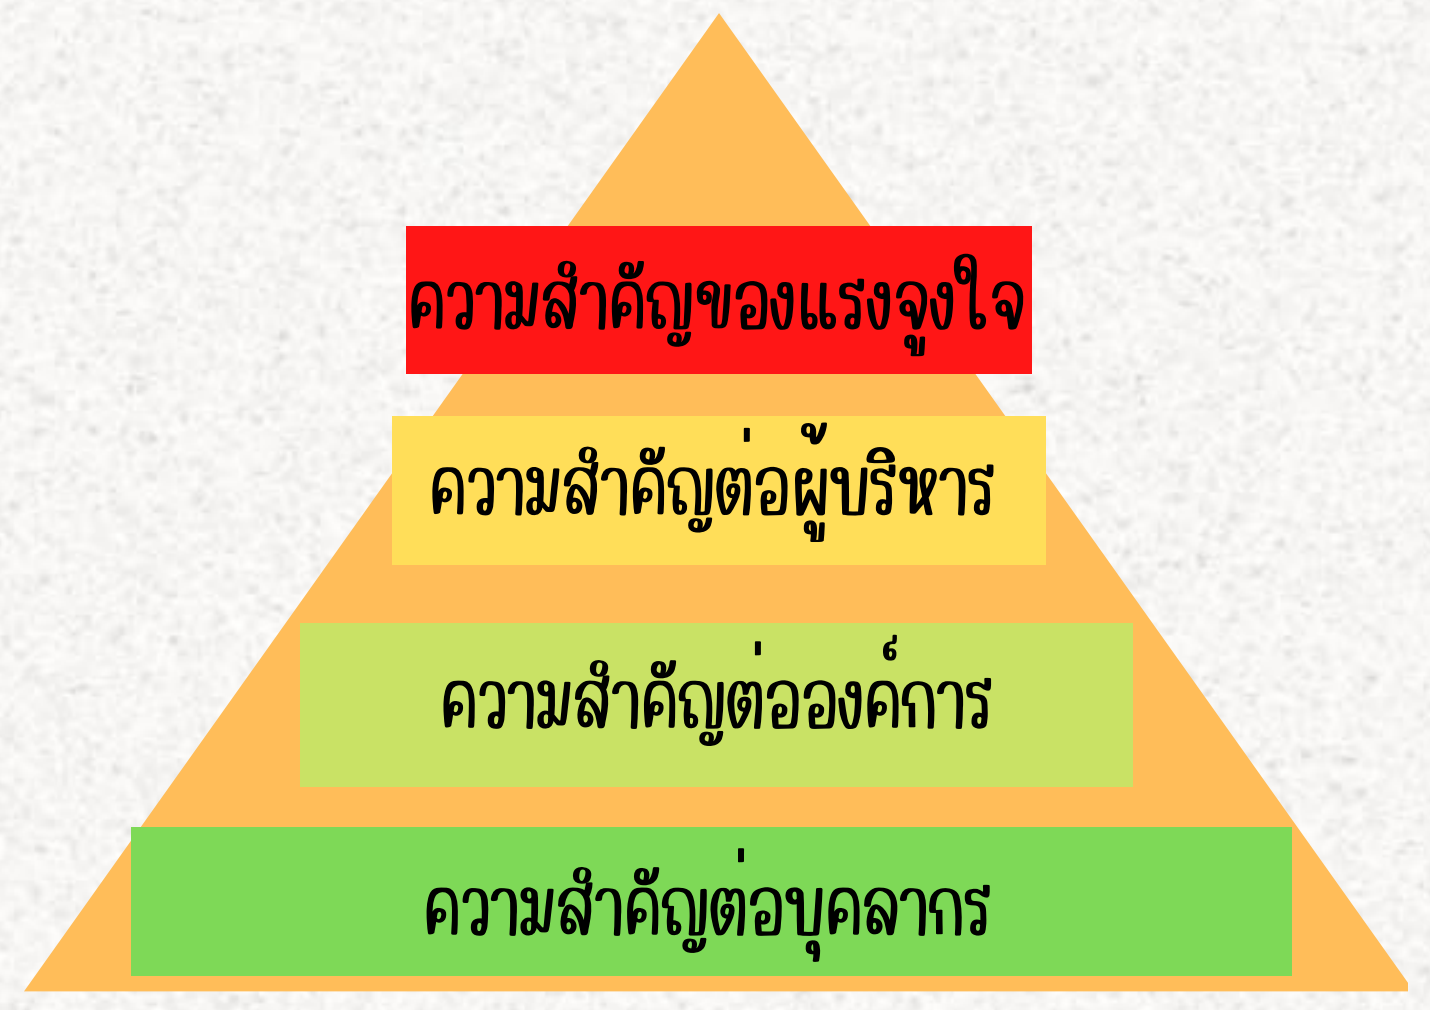 ความสำคัญของแรงจูงใจ
ความสำคัญต่อผู้บริหาร
ความสำคัญต่อองค์การ
ความสำคัญต่อบุคลากร